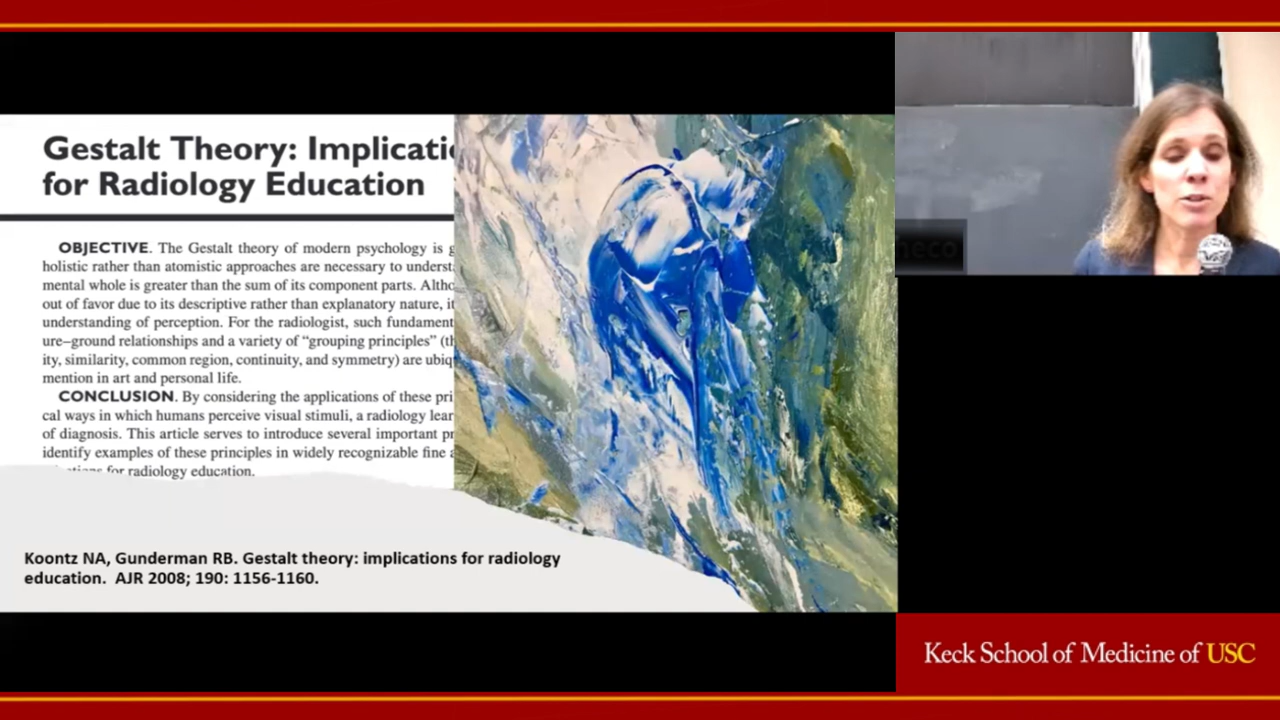 Gestalt Theory: Implicati
for Radiology Education
OBJECTIVE. The Gestalt theory of modern psychology is g
holistic rather than atomistic approaches are necessary to underst
mental whole is greater than the sum of its component parts. Altho
out of favor due to its descriptive rather than explanatory nature, it
understanding of perception. For the radiologist, such fundament
ure–ground relationships and a variety of “grouping principles” (th
ity, similarity, common region, continuity, and symmetry) are ubiq
mention in art and personal life.
CONCLUSION. By considering the applications of these pri
cal ways in which humans perceive visual stimuli, a radiology lear
of diagnosis. This article serves to introduce several important pr
identify examples of these principles in widely recognizable fine a
for radiology education.
Koontz NA, Gunderman RB. Gestalt theory: implications for radiology
education. AJR 2008; 190: 1156-1160.
Keck School of Medicine of USC